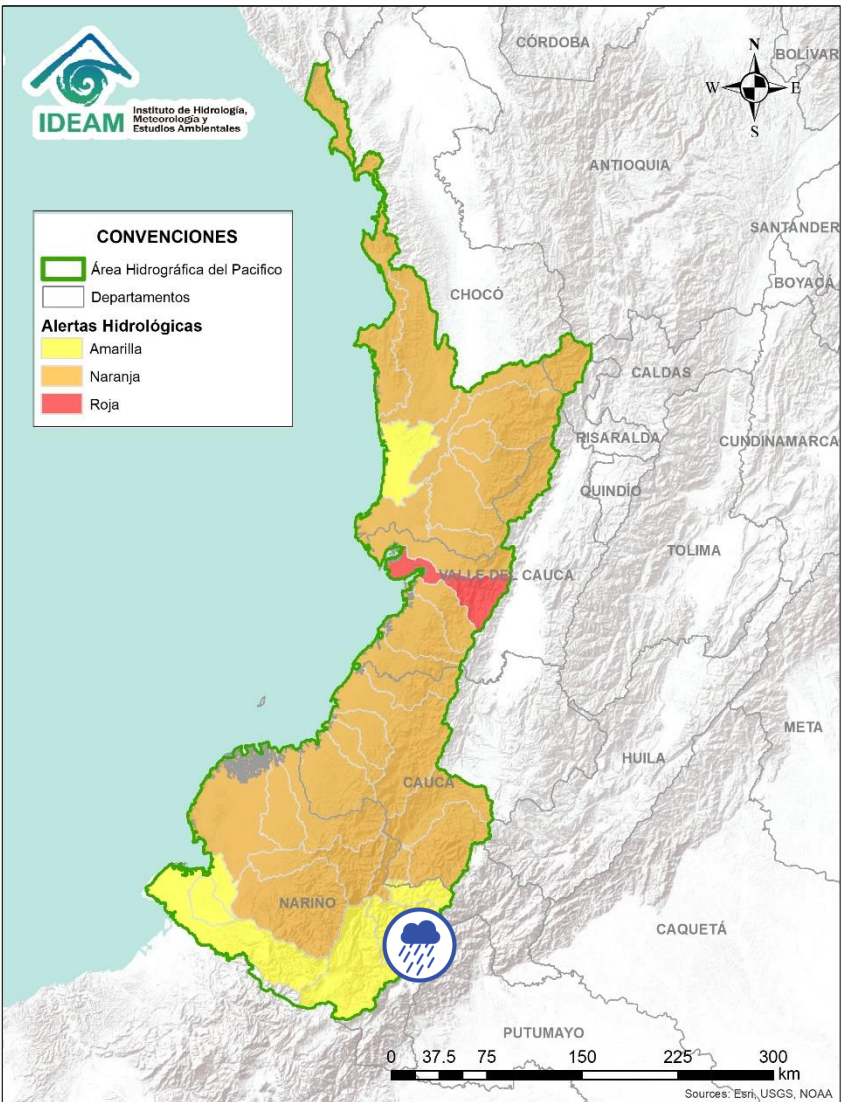 IDEAM
Instituto de Hidrología,
Meteorología y
Estudios Ambientales
N
W
E
S
CÓRDOBA
BOLÍVAR
ANTIOQUIA
SANTANDER
BOYACÁ
CONVENCIONES
Área Hidrográfica del Pacifico
Departamentos
Alertas Hidrológicas
Amarilla
Naranja
Roja
CHOCÓ
CALDAS
RISARALDA
CUNDINAMARCA
QUINDÍO
TOLIMA
VALLE DEL CAUCA
META
HUILA
CAUCA
NARIÑO
CAQUETÁ
PUTUMAYO
0 37.5 75 150 225 300
km
Sources: Esri, USGS, NOAA